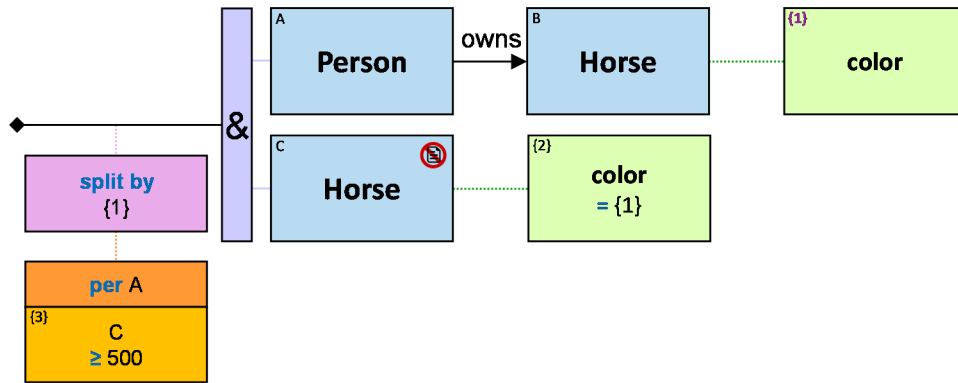 A
Person
owns
B
Horse
{1}
color
&
C
Horse
{2}
color
= {1}
split by
{1}
per A
{3}
C
≥ 500